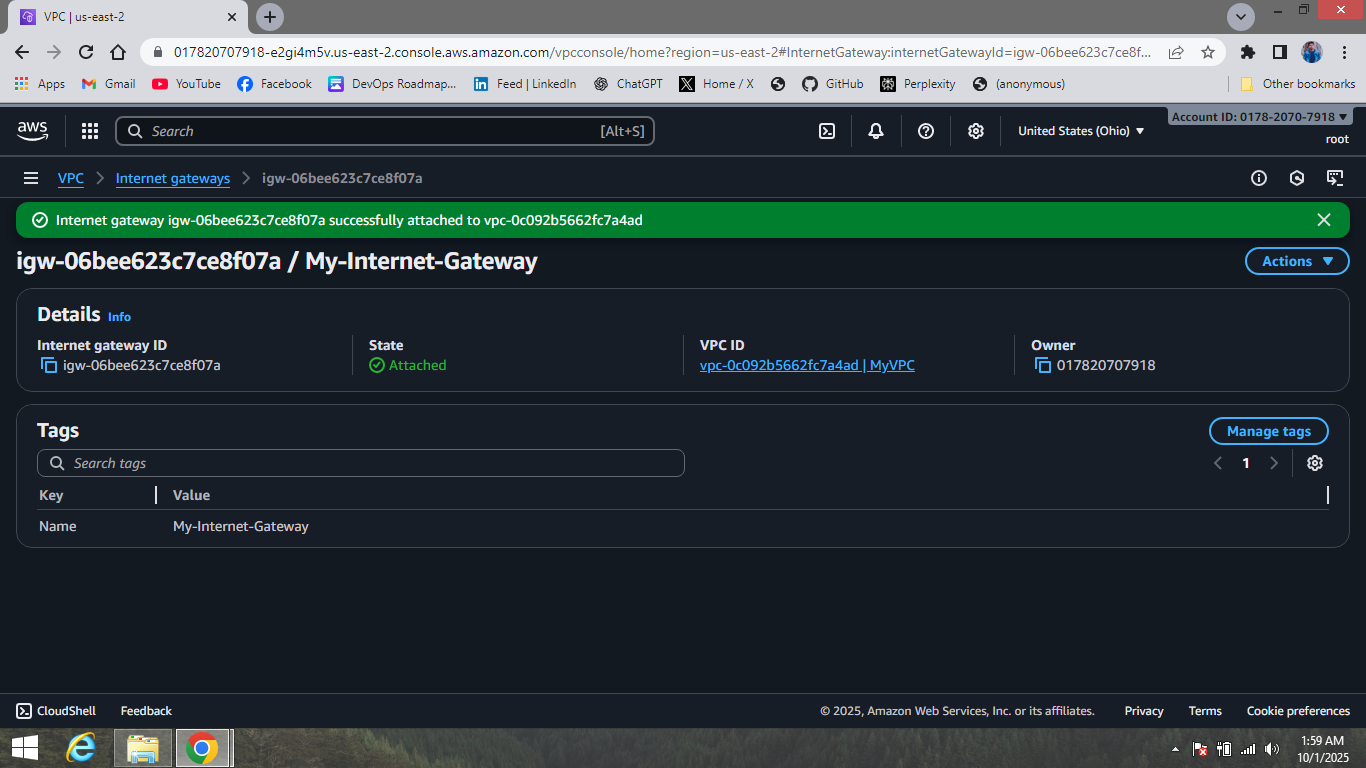 VPC | us-east-2
017820707918-e2gi4m5v.us-east-2.console.aws.amazon.com/vpcconsole/home?region=us-east-2#InternetGateway:internetGatewayId=igw-06bee623c7ce8f...
Apps Gmail YouTube Facebook DevOps Roadmap... Feed | LinkedIn ChatGPT Home / X GitHub Perplexity (anonymous) Other bookmarks
aws Search [Alt+S] United States (Ohio) Account ID: 0178-2070-7918
root
VPC Internet gateways igw-06bee623c7ce8f07a
Internet gateway igw-06bee623c7ce8f07a successfully attached to vpc-0c092b5662fc7a4ad
igw-06bee623c7ce8f07a / My-Internet-Gateway Actions
Details Info
Internet gateway ID State VPC ID Owner
igw-06bee623c7ce8f07a Attached vpc-0c092b5662fc7a4ad | MyVPC 017820707918
Tags Manage tags
Search tags 1
Key Value
Name My-Internet-Gateway
CloudShell Feedback © 2025, Amazon Web Services, Inc. or its affiliates. Privacy Terms Cookie preferences
1:59 AM
10/1/2025